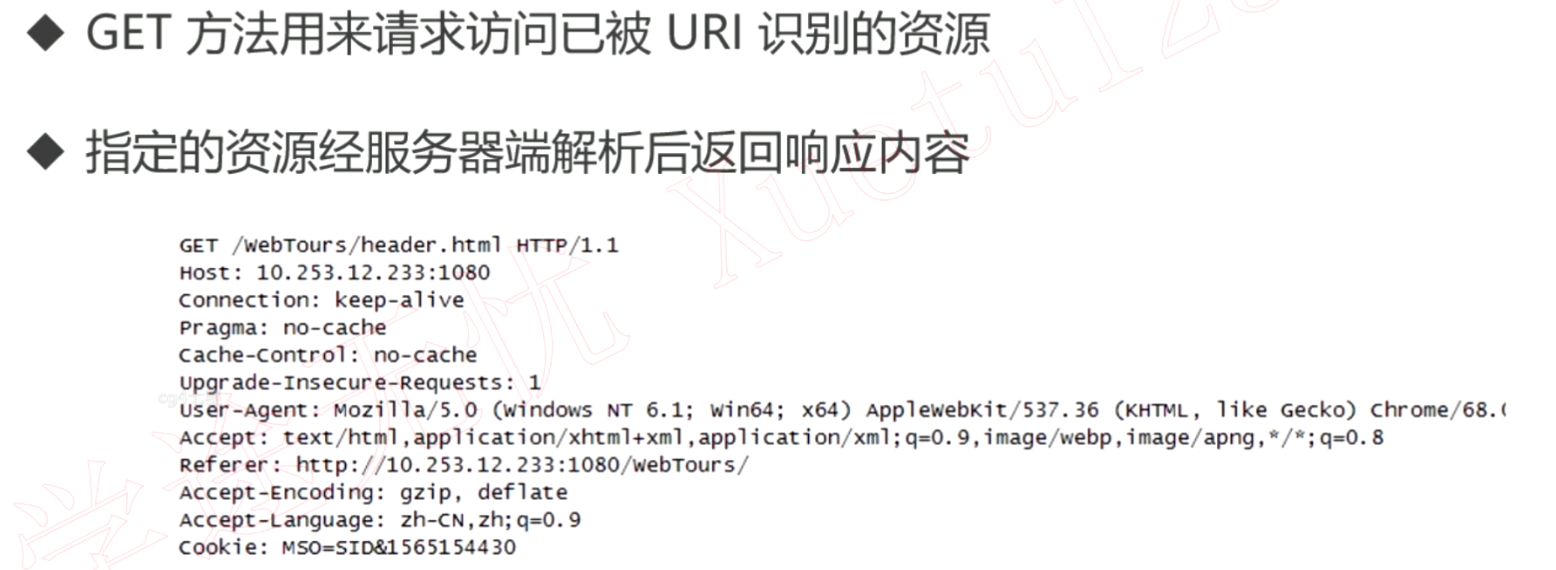 ◆ GET 方法用来请求访问已被 URI 识别的资源
◆ 指定的资源经服务器端解析后返回响应内容
GET /WebTours/header.html HTTP/1.1
Host: 10.253.12.233:1080
Connection: keep-alive
Pragma: no-cache
Cache-Control: no-cache
Upgrade-Insecure-Requests: 1
User-Agent: Mozilla/5.0 (Windows NT 6.1; Win64; x64) AppleWebKit/537.36 (KHTML, like Gecko) Chrome/68.
Accept: text/html,application/xhtml+xml,application/xml;q=0.9,image/webp,image/apng,*/*;q=0.8
Referer: http://10.253.12.233:1080/WebTours/
Accept-Encoding: gzip, deflate
Accept-Language: zh-CN,zh;q=0.9
Cookie: MSO=SID&1565154430
学途无忧 Xuetu12